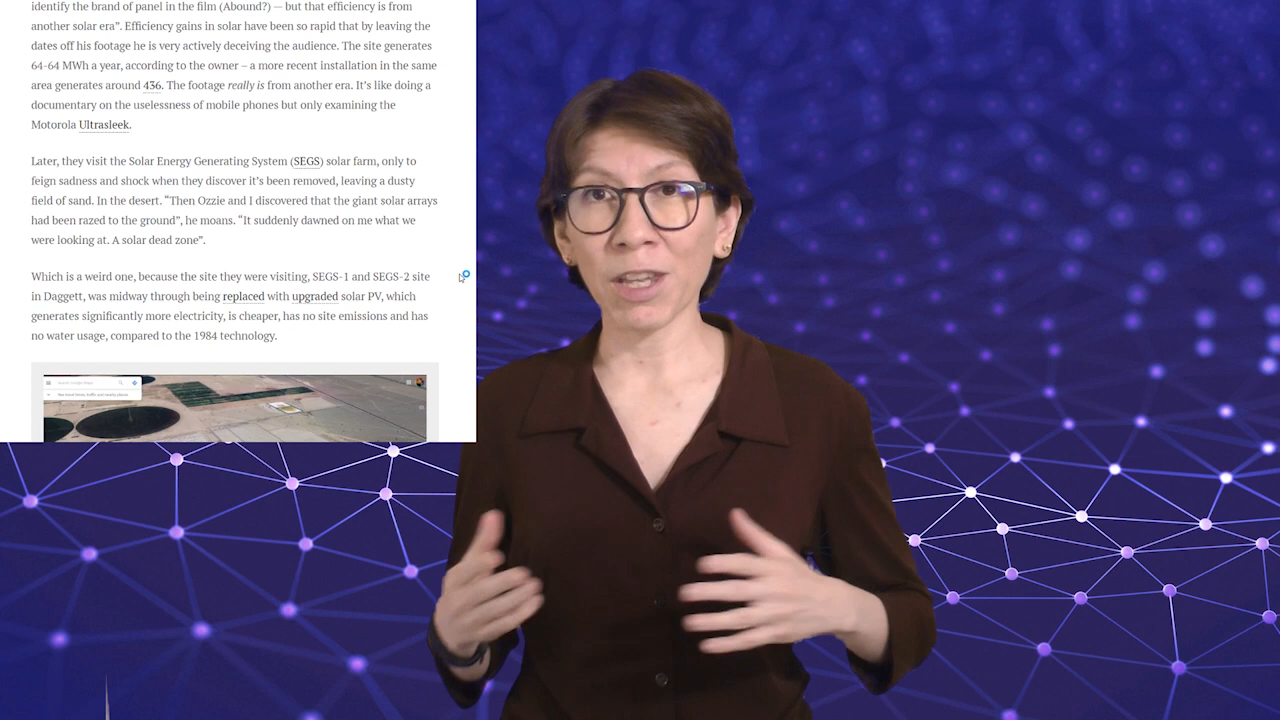 identify the brand of panel in the film (Abound?) — but that efficiency is from
another solar era”. Efficiency gains in solar have been so rapid that by leaving the
dates off his footage he is very actively deceiving the audience. The site generates
64-64 MWh a year, according to the owner – a more recent installation in the same
area generates around 436. The footage really is from another era. It’s like doing a
documentary on the uselessness of mobile phones but only examining the
Motorola Ultrasleek.
Later, they visit the Solar Energy Generating System (SEGS) solar farm, only to
feign sadness and shock when they discover it’s been removed, leaving a dusty
field of sand. In the desert. “Then Ozzie and I discovered that the giant solar arrays
had been razed to the ground”, he moans. “It suddenly dawned on me what we
were looking at. A solar dead zone”.
Which is a weird one, because the site they were visiting, SEGS-1 and SEGS-2 site
in Daggett, was midway through being replaced with upgraded solar PV, which
generates significantly more electricity, is cheaper, has no site emissions and has
no water usage, compared to the 1984 technology.
Search Google Maps